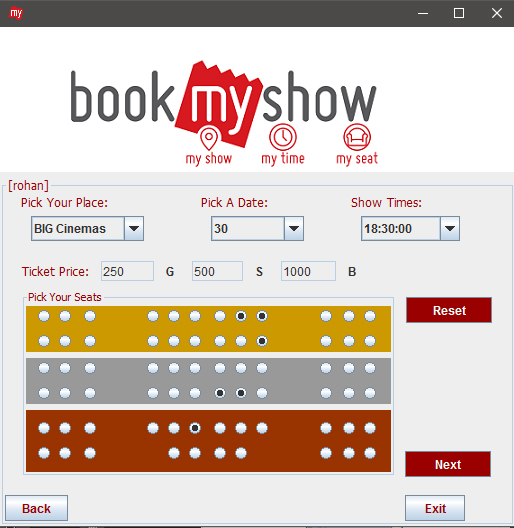 my
bookmyshow
my show my time my seat
[rohan]
Pick Your Place: Pick A Date: Show Times:
BIG Cinemas 30 18:30:00
Ticket Price: 250 G 500 S 1000 B
Pick Your Seats
Reset
Next
Back Exit